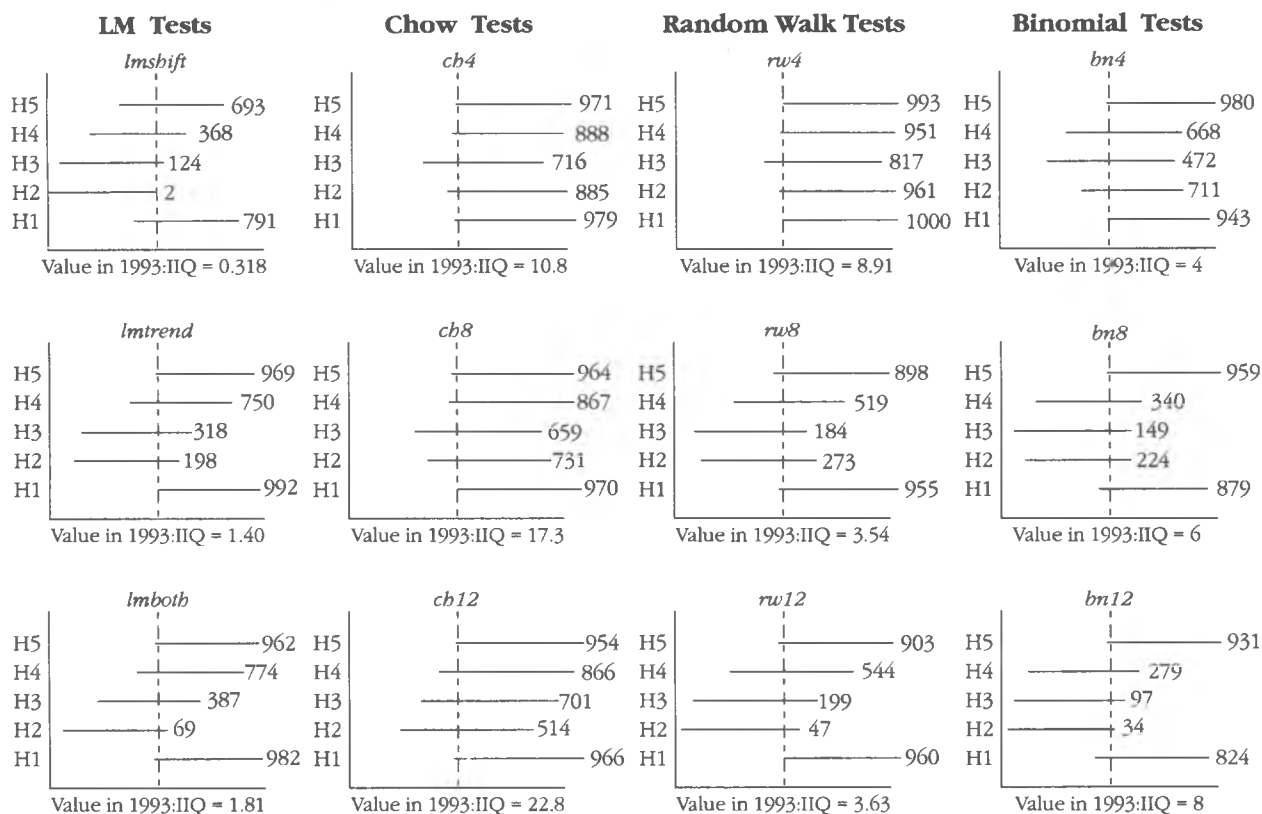 LM Tests Chow Tests Random Walk Tests Binomial Tests
lmshift ch4 rw4 bn4
H5 693 H5 971 H5 993 H5 980
H4 368 H4 888 H4 951 H4 668
H3 124 H3 716 H3 817 H3 472
H2 2 H2 885 H2 961 H2 711
H1 791 H1 979 H1 1000 H1 943
Value in 1993:IIQ = 0.318 Value in 1993:IIQ = 10.8 Value in 1993:IIQ = 8.91 Value in 1993:IIQ = 4
lmtrend ch8 rw8 bn8
H5 969 H5 964 H5 898 H5 959
H4 750 H4 867 H4 519 H4 340
H3 318 H3 659 H3 184 H3 149
H2 198 H2 731 H2 273 H2 224
H1 992 H1 970 H1 955 H1 879
Value in 1993:IIQ = 1.40 Value in 1993:IIQ = 17.3 Value in 1993:IIQ = 3.54 Value in 1993:IIQ = 6
lmboth ch12 rw12 bn12
H5 962 H5 954 H5 903 H5 931
H4 774 H4 866 H4 544 H4 279
H3 387 H3 701 H3 199 H3 97
H2 69 H2 514 H2 47 H2 34
H1 982 H1 966 H1 960 H1 824
Value in 1993:IIQ = 1.81 Value in 1993:IIQ = 22.8 Value in 1993:IIQ = 3.63 Value in 1993:IIQ = 8